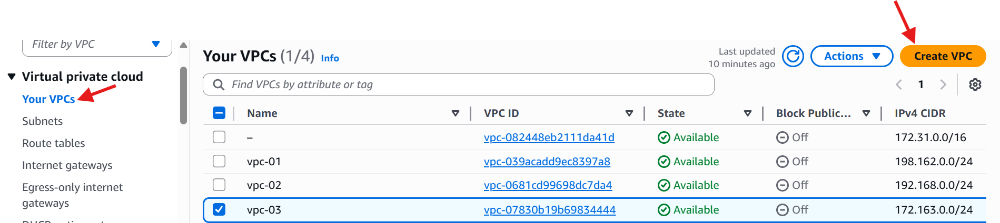 Filter by VPC
Virtual private cloud
Your VPCs
Subnets
Route tables
Internet gateways
Egress-only internet
gateways
Your VPCs (1/4) Info
Last updated
10 minutes ago
Actions
Create VPC
Find VPCs by attribute or tag
1
Name VPC ID State Block Public... IPv4 CIDR
– vpc-082448eb2111da41d Available Off 172.31.0.0/16
vpc-01 vpc-039acadd9ec8397a8 Available Off 198.162.0.0/24
vpc-02 vpc-0681cd99698dc7da4 Available Off 192.168.0.0/24
vpc-03 vpc-07830b19b69834444 Available Off 172.163.0.0/24